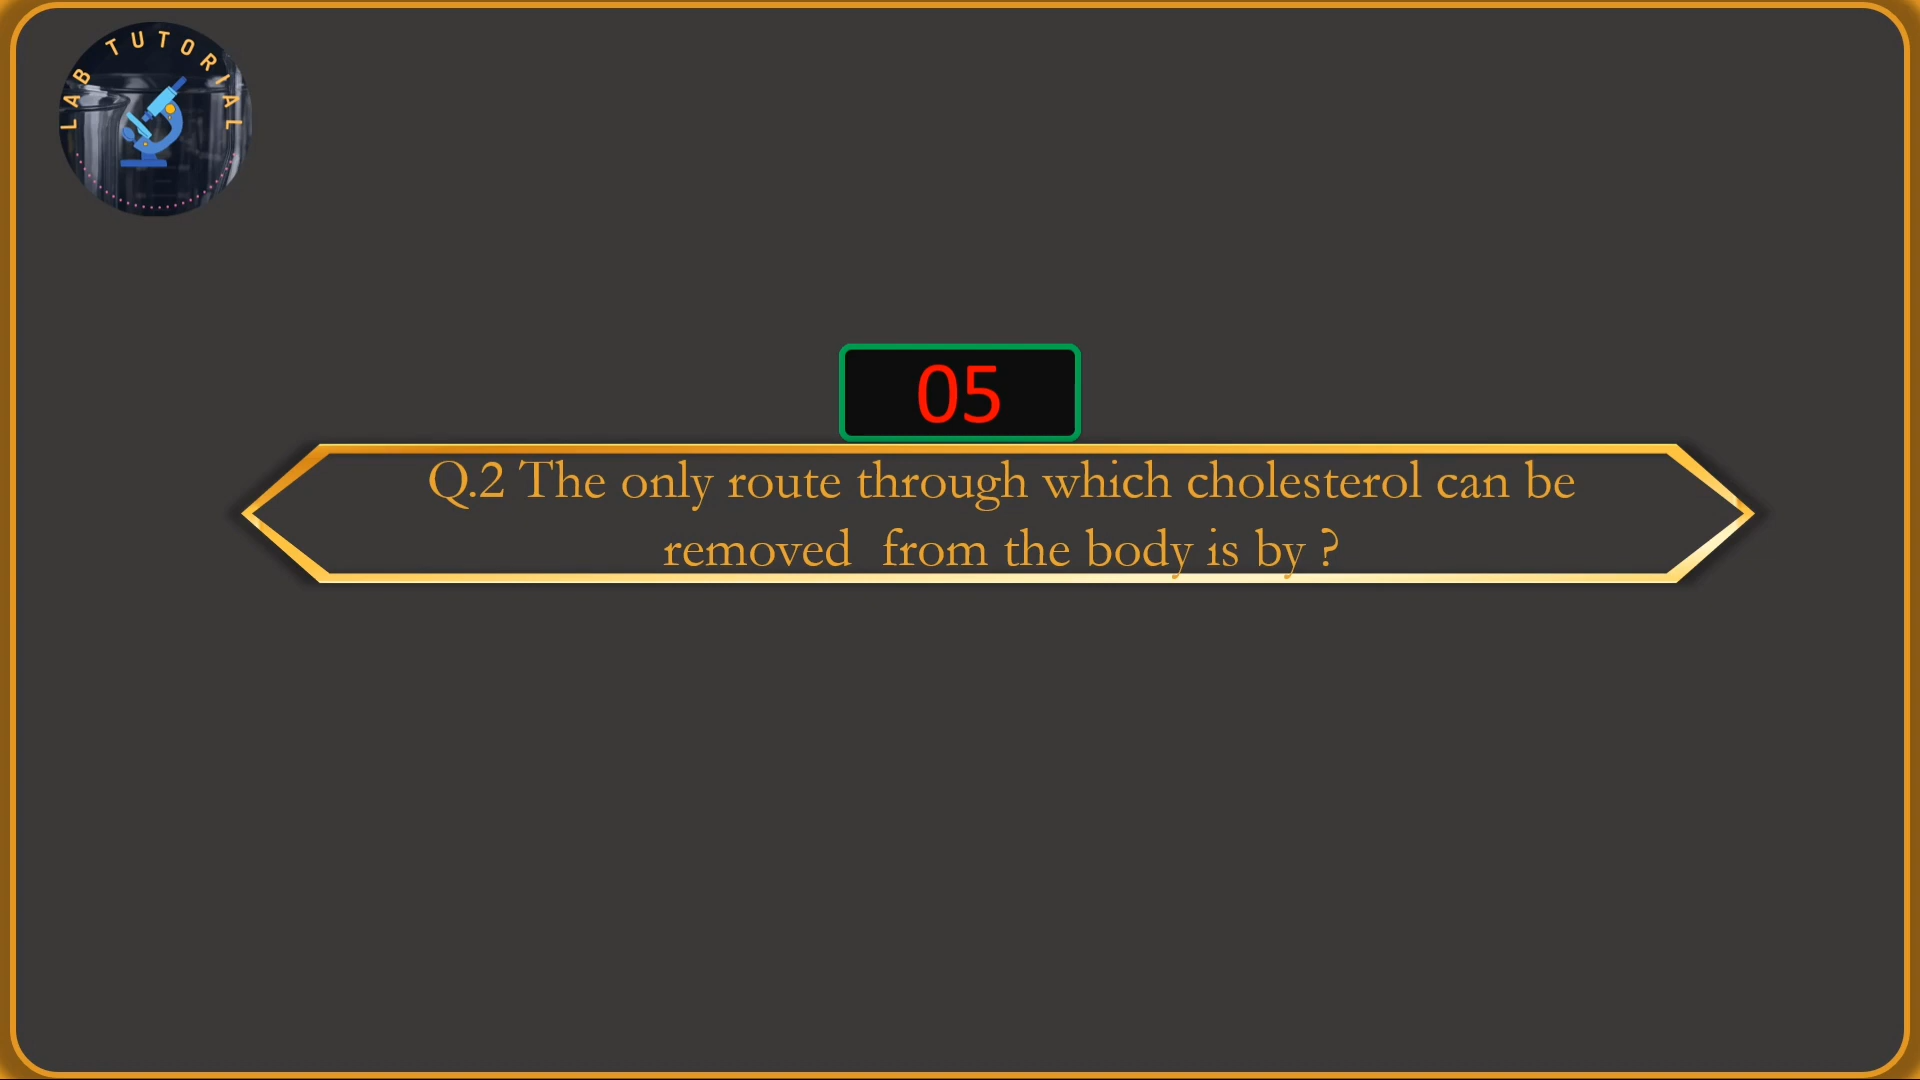 LAB TUTORIAL
05
Q.2 The only route through which cholesterol can be
removed  from the body is by ?